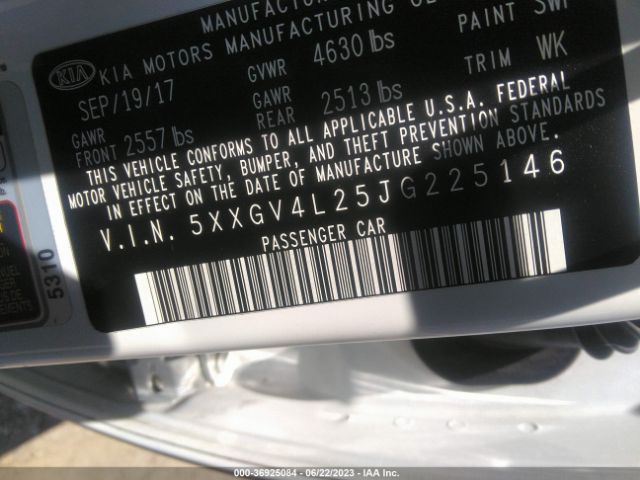 MANUFACTURED
KIA MOTORS MANUFACTURING
SEP/19/17 GVWR 4630 lbs PAINT SWP
GAWR FRONT 2557 lbs GAWR REAR 2513 lbs TRIM WK
THIS VEHICLE CONFORMS TO ALL APPLICABLE U.S.A. FEDERAL
MOTOR VEHICLE SAFETY, BUMPER, AND THEFT PREVENTION STANDARDS
IN EFFECT ON THE DATE OF MANUFACTURE SHOWN ABOVE.
V.I.N. 5XXGV4L25JG225146
PASSENGER CAR
5310
000-36925084 - 06/22/2023 - IAA Inc.